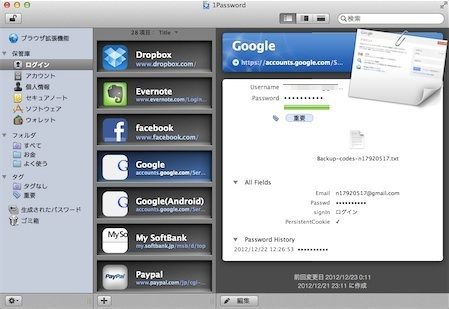 1Password
検索
ブラウザ拡張機能
保管庫
ログイン
アカウント
個人情報
セキュアノート
ソフトウェア
ウォレット
フォルダ
すべて
お金
よく使う
タグ
タグなし
重要
生成されたパスワード
ゴミ箱
28 項目: Title
Dropbox
www.dropbox.com/
Evernote
www.evernote.com/Login...
facebook
www.facebook.com/
Google
accounts.google.com/Ser...
Google(Android)
accounts.google.com/Ser...
My SoftBank
my.softbank.jp/msb/d/top
Paypal
www.paypal.com/jp/cgi-...
Google
https://accounts.google.com/S...
Username
Password ••••••••••
重要
Backup-codes-n17920517.txt
All Fields
Email n17920517@gmail.com
Passwd ••••••••••
signIn ログイン
PersistentCookie ✓
Password History
2012/12/22 12:26:53 ••••••••••
前回変更日 2012/12/23 0:11
2012/12/21 23:11 に作成
編集